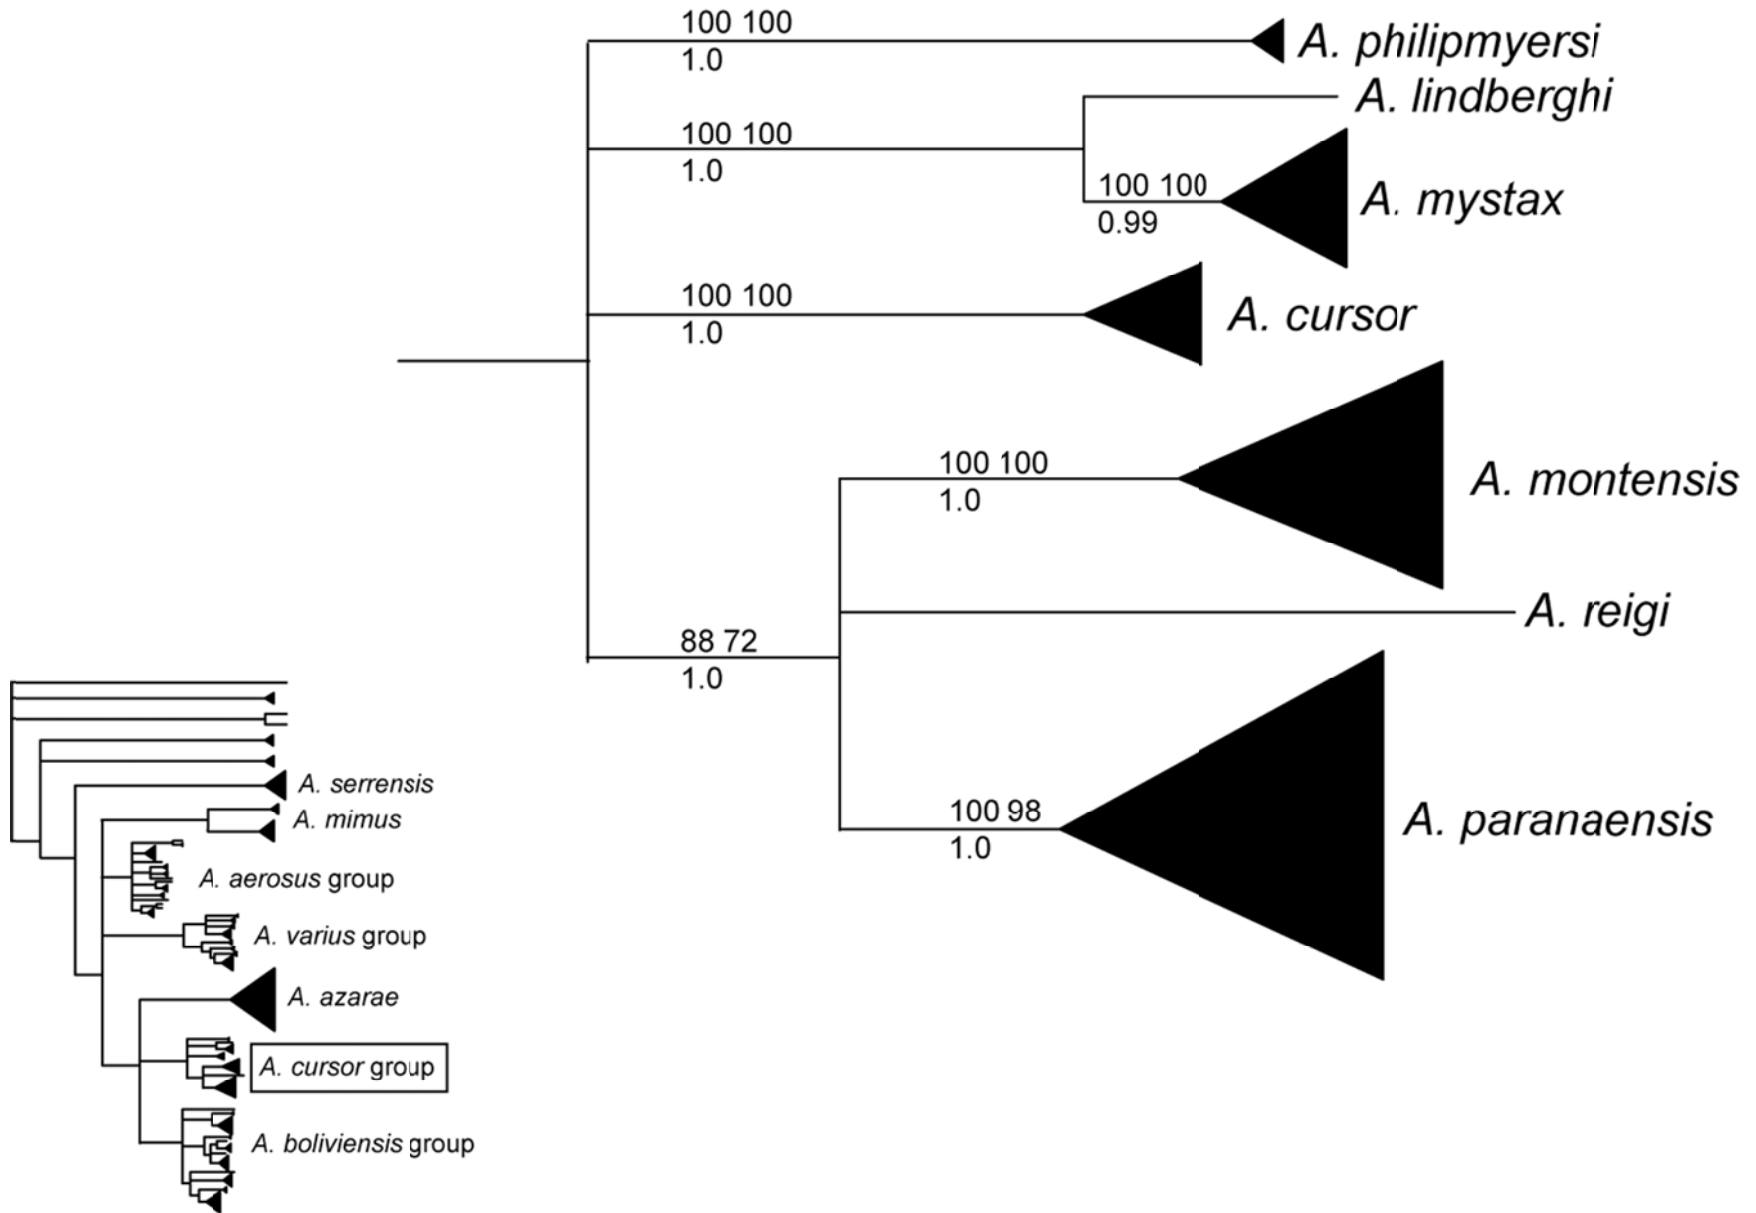 100 100
1.0
A. philipmyersi
A. lindberghi
100 100
1.0
100 100
0.99
A. mystax
100 100
1.0
A. cursor
100 100
1.0
A. montensis
A. reigi
88 72
1.0
100 98
1.0
A. paranaensis
A. serrensis
A. mimus
A. aerosus group
A. varius group
A. azarae
A. cursor group
A. boliviensis group